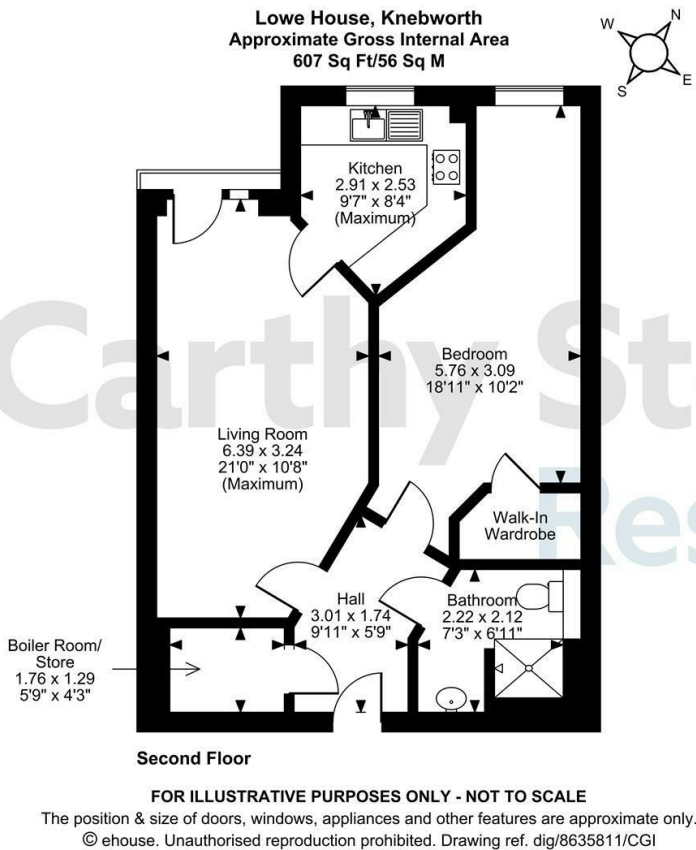 Lowe House, Knebworth
Approximate Gross Internal Area
607 Sq Ft/56 Sq M
W
N
S
E
Kitchen
2.91 x 2.53
9'7" x 8'4"
(Maximum)
Bedroom
5.76 x 3.09
18'11" x 10'2"
Living Room
6.39 x 3.24
21'0" x 10'8"
(Maximum)
Walk-In
Wardrobe
Hall
3.01 x 1.74
9'11" x 5'9"
Bathroom
2.22 x 2.12
7'3" x 6'11"
Boiler Room/
Store
1.76 x 1.29
5'9" x 4'3"
Carthy St
Res
Second Floor
FOR ILLUSTRATIVE PURPOSES ONLY - NOT TO SCALE
The position & size of doors, windows, appliances and other features are approximate only.
© ehouse. Unauthorised reproduction prohibited. Drawing ref. dig/8635811/CGI